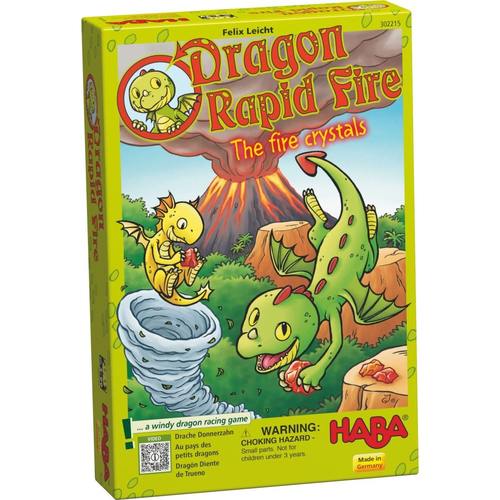 Felix Leicht
302215
Dragon
Rapid Fire
The fire crystals
Dragon
Rapid Fire
... a windy dragon racing game
VIDEO
Drache Donnerzahn
Au pays des
petits dragons
Dragón Diente
de Trueno
WARNING:
CHOKING HAZARD -
Small parts. Not for
children under 3 years.
HABA
Made in
Germany